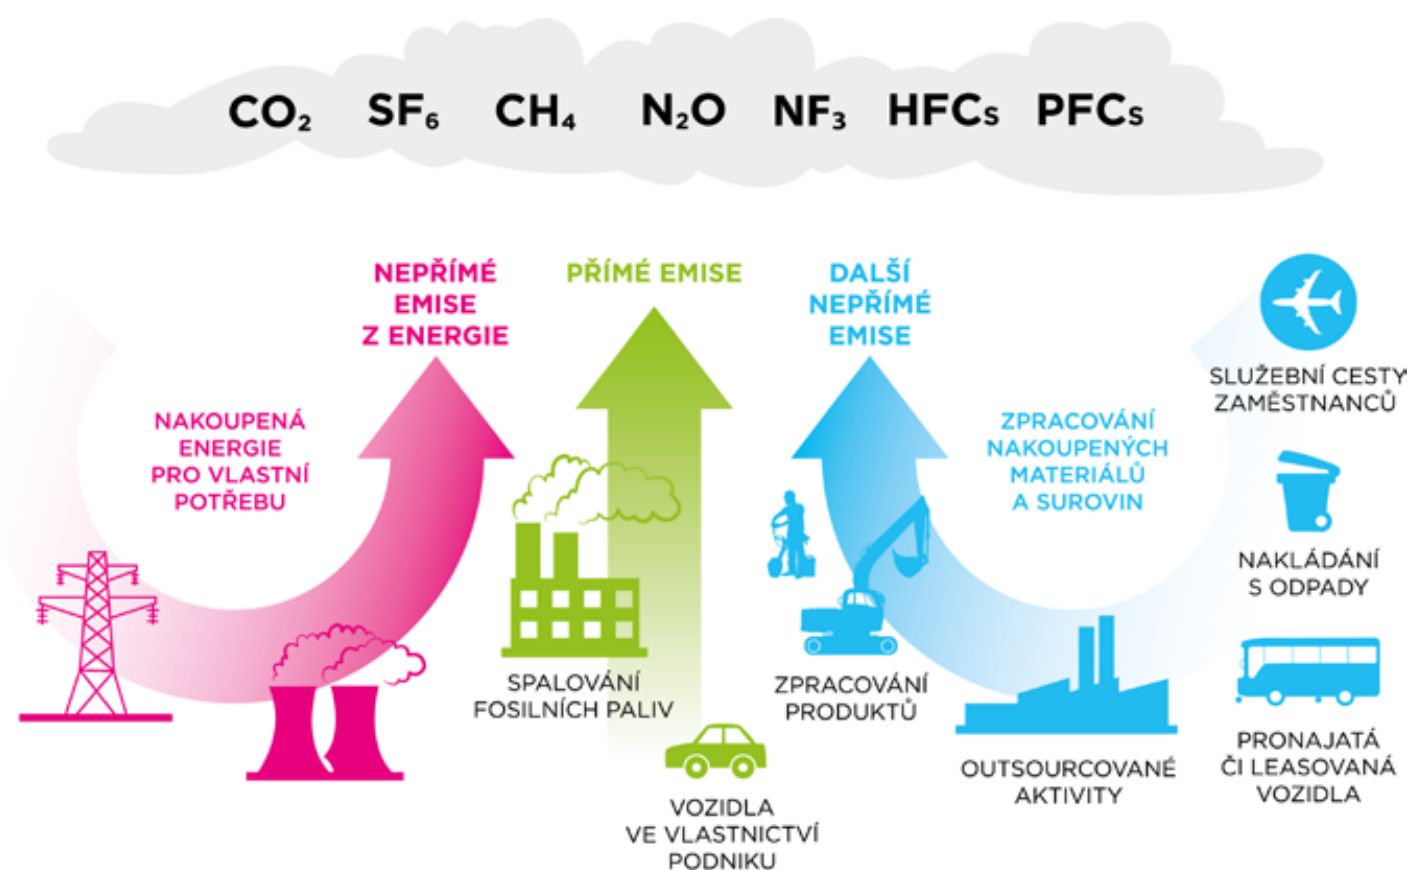 CO₂ SF₆ CH₄ N₂O NF₃ HFCs PFCs
NEPŘÍMÉ
EMISE
Z ENERGIE
PŘÍMÉ EMISE
DALŠÍ
NEPŘÍMÉ
EMISE
NAKOUPENÁ
ENERGIE
PRO VLASTNÍ
POTŘEBU
ZPRACOVÁNÍ
NAKOUPENÝCH
MATERIÁLŮ
A SUROVIN
SLUŽEBNÍ CESTY
ZAMĚSTNANCŮ
NAKLÁDÁNÍ
S ODPADY
SPALOVÁNÍ
FOSILNÍCH PALIV
ZPRACOVÁNÍ
PRODUKTŮ
VOZIDLA
VE VLASTNICTVÍ
PODNIKU
OUTSOURCOVANÉ
AKTIVITY
PRONAJATÁ
ČI LEASOVANÁ
VOZIDLA